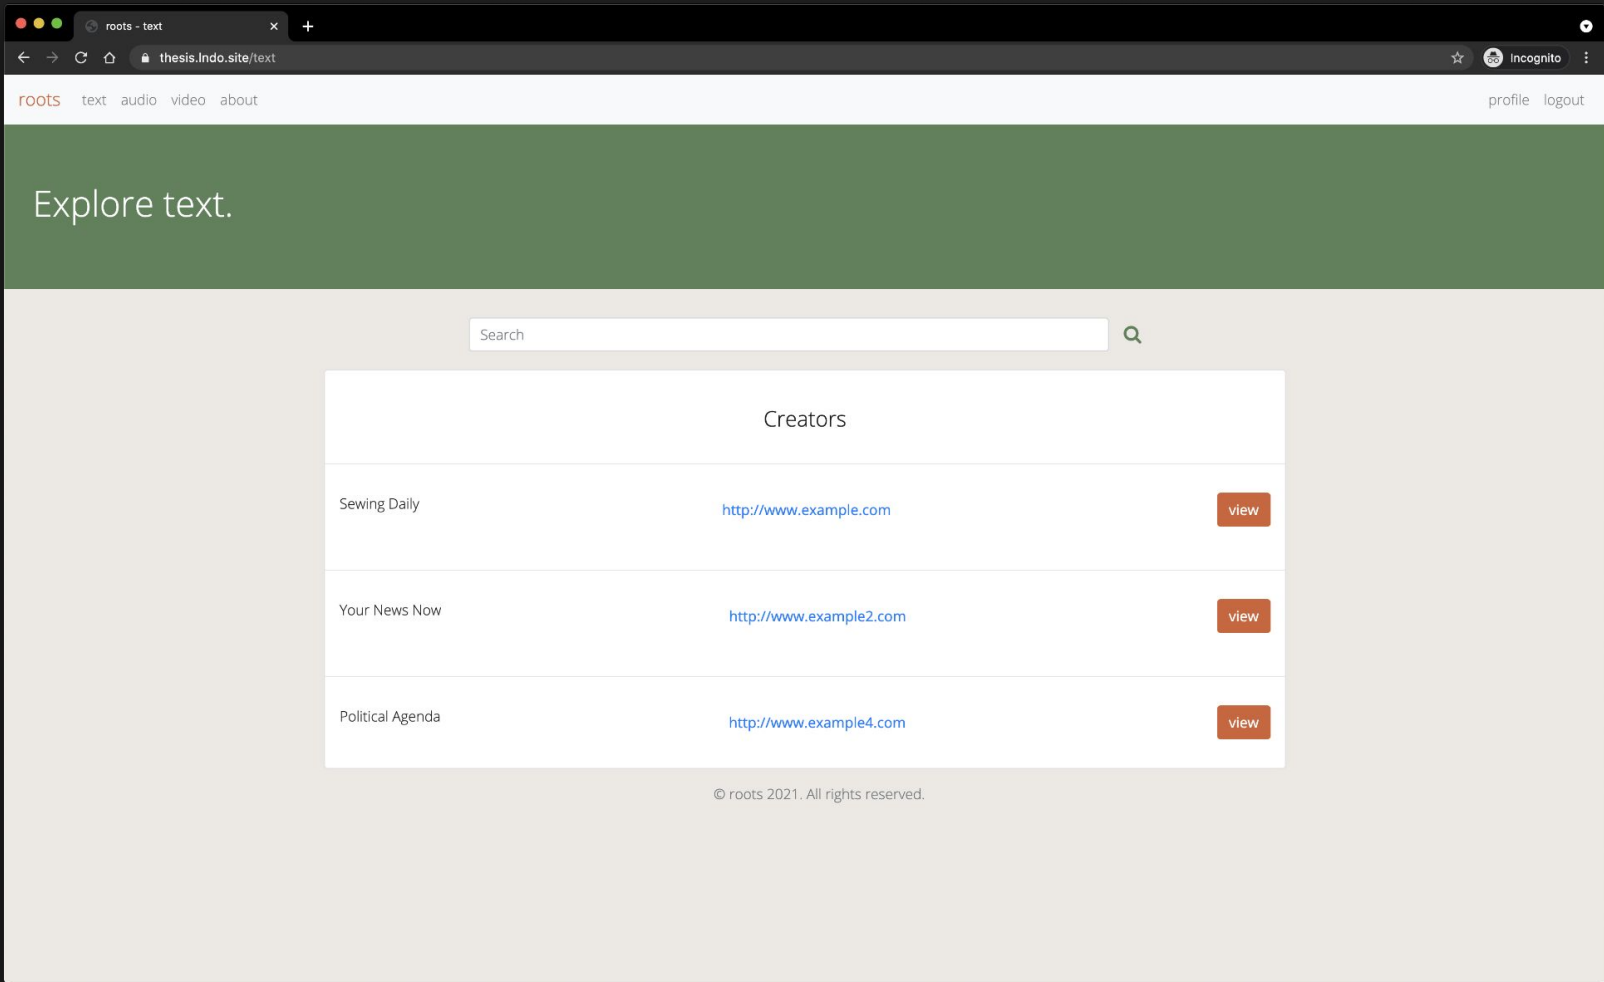 roots - text
thesis.lndo.site/text
Incognito
roots text audio video about profile logout
Explore text.
Search
Creators
Sewing Daily http://www.example.com view
Your News Now http://www.example2.com view
Political Agenda http://www.example4.com view
© roots 2021. All rights reserved.